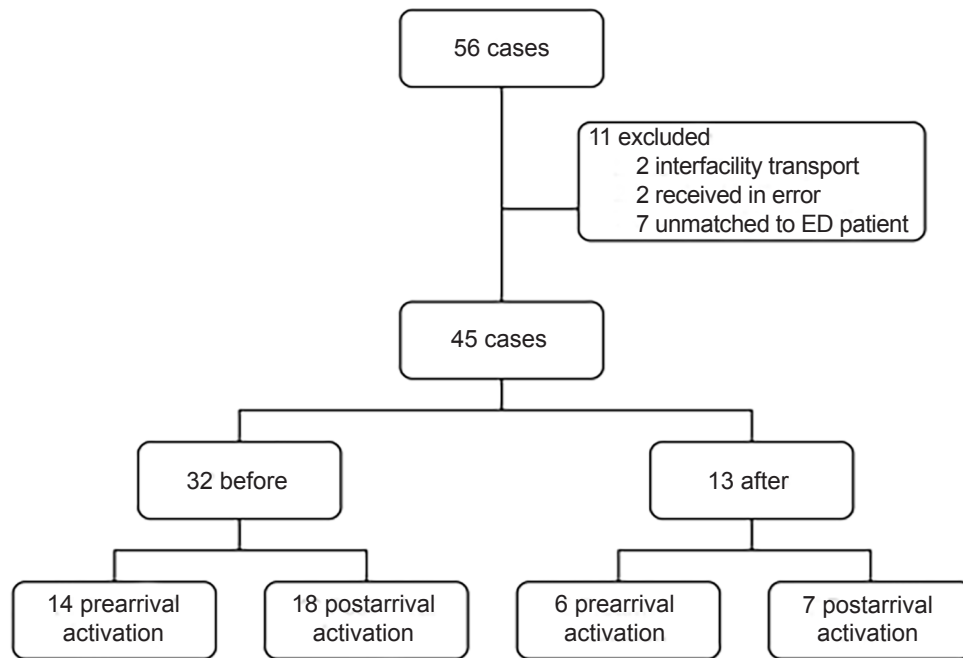 56 cases
11 excluded
2 interfacility transport
2 received in error
7 unmatched to ED patient
45 cases
32 before
13 after
14 prearrival
activation
18 postarrival
activation
6 prearrival
activation
7 postarrival
activation